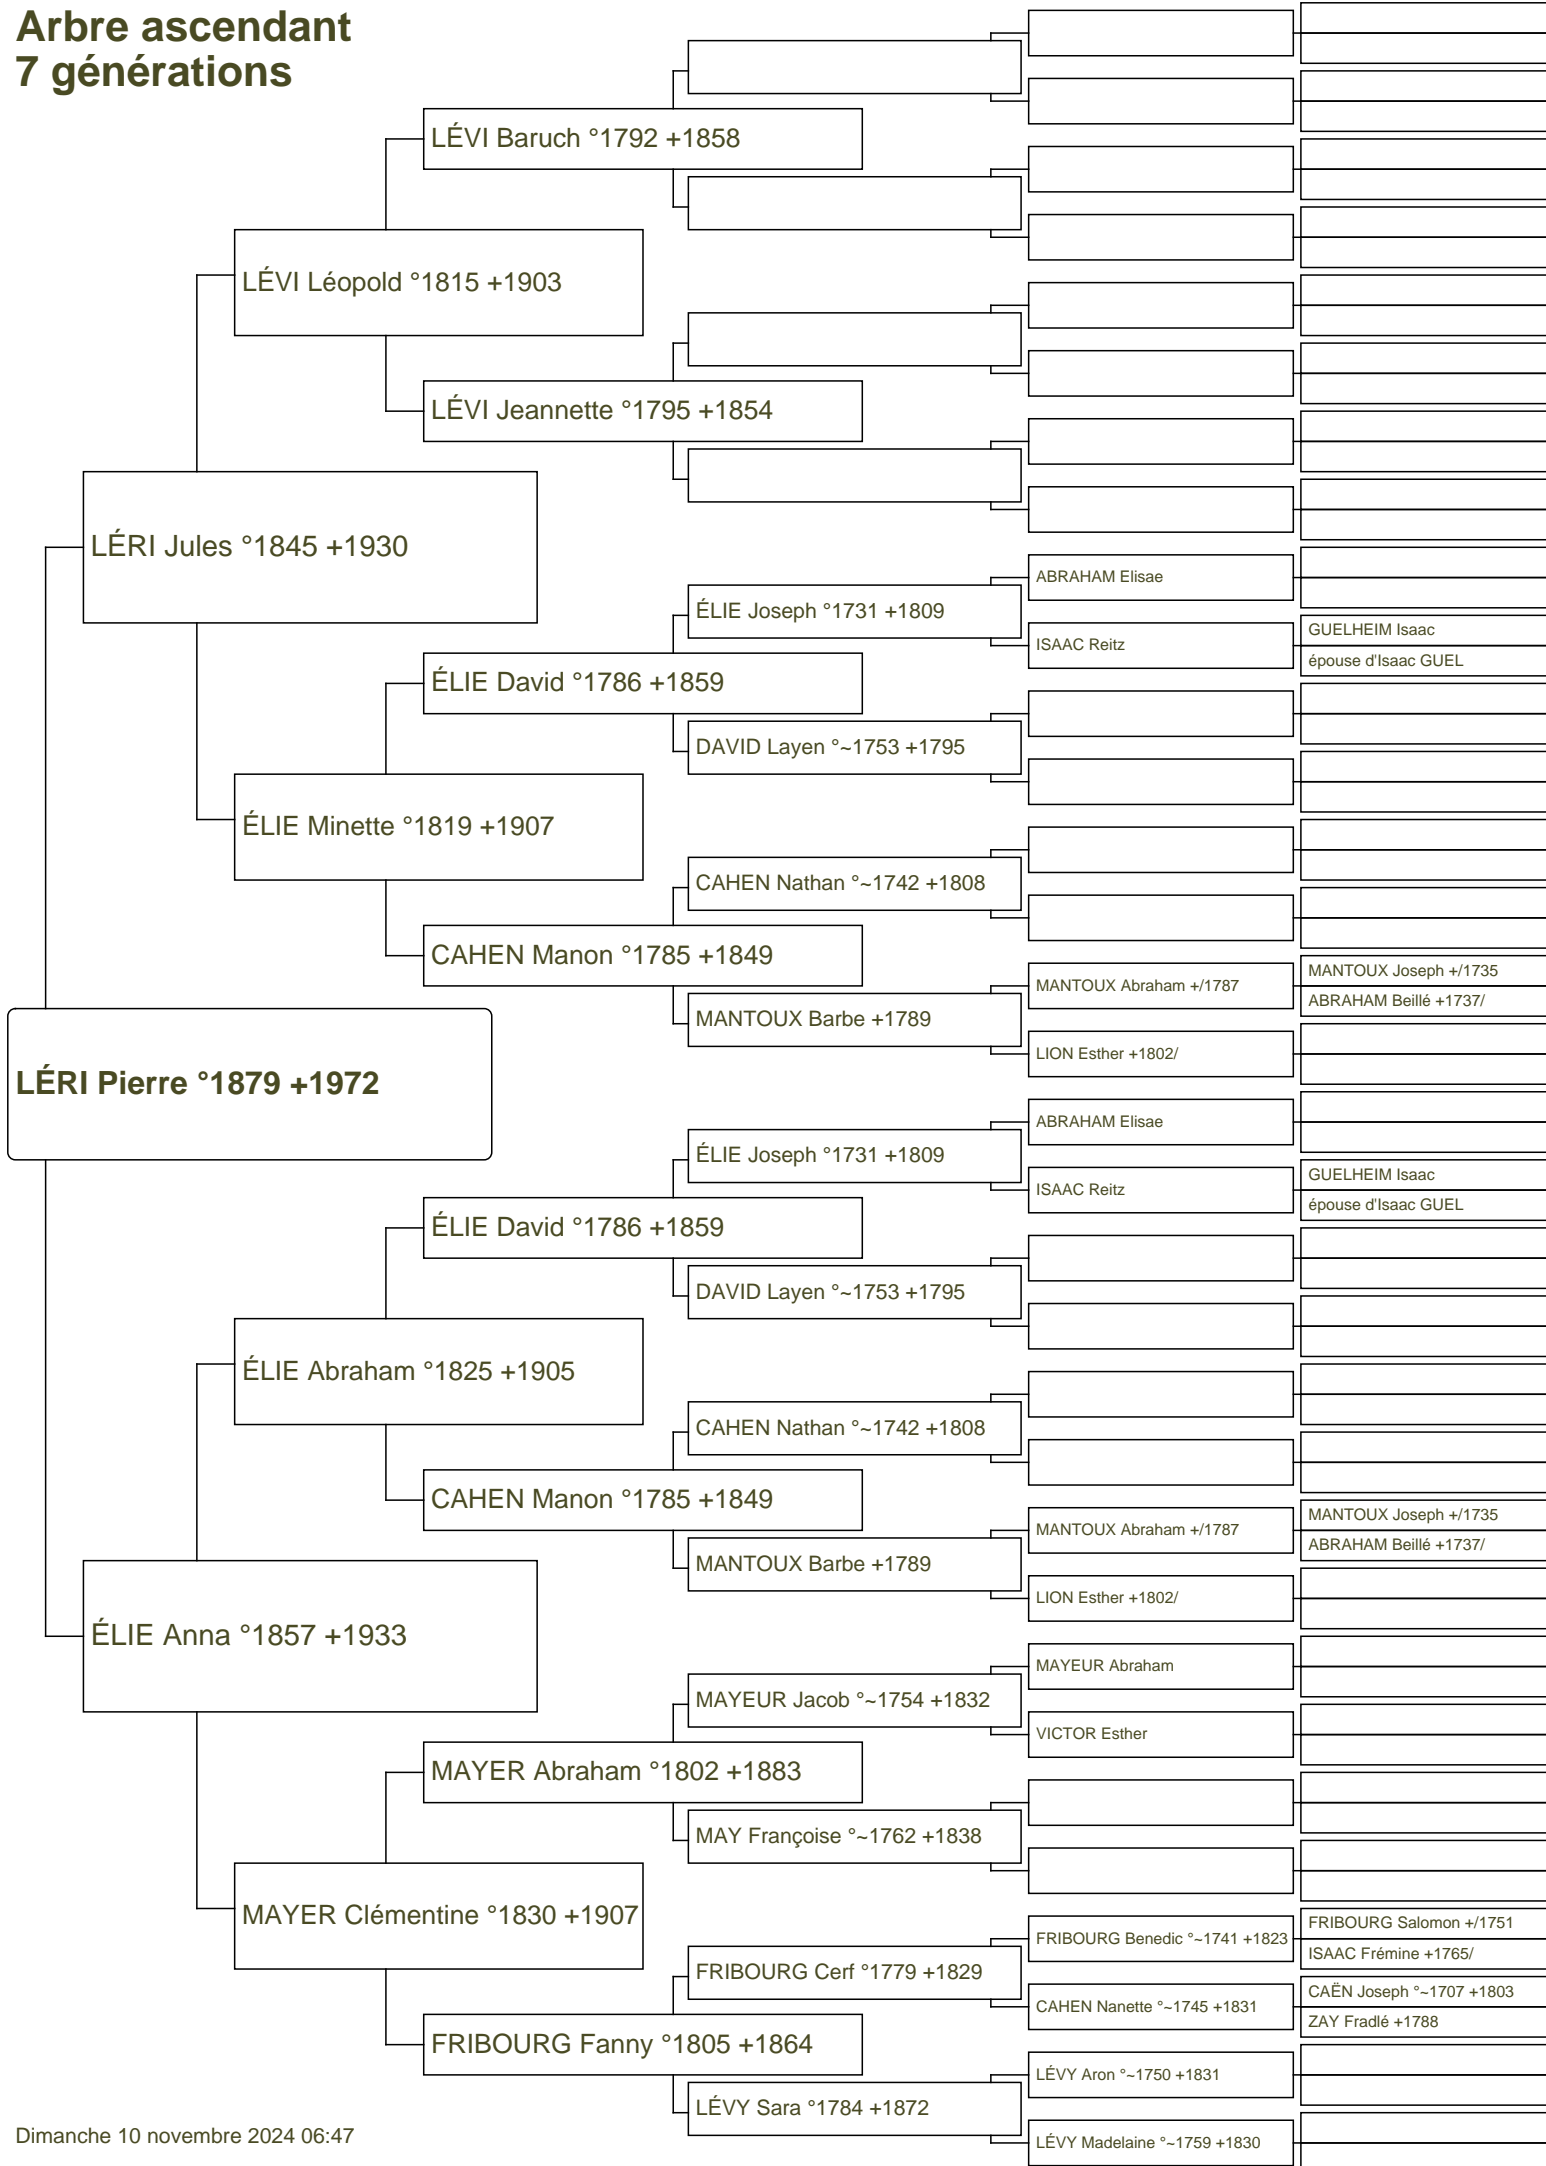 Arbre ascendant
7 générations
LÉVI Baruch °1792 +1858
LÉVI Léopold °1815 +1903
LÉVI Jeannette °1795 +1854
LÉRI Jules °1845 +1930
ABRAHAM Elisae
ÉLIE Joseph °1731 +1809
GUELHEIM Isaac
ISAAC Reitz
épouse d'Isaac GUEL
ÉLIE David °1786 +1859
DAVID Layen °~1753 +1795
ÉLIE Minette °1819 +1907
CAHEN Nathan °~1742 +1808
CAHEN Manon °1785 +1849
MANTOUX Joseph +/1735
MANTOUX Abraham +/1787
ABRAHAM Beillé +1737/
MANTOUX Barbe +1789
LION Esther +1802/
LÉRI Pierre °1879 +1972
ABRAHAM Elisae
ÉLIE Joseph °1731 +1809
GUELHEIM Isaac
ISAAC Reitz
épouse d'Isaac GUEL
ÉLIE David °1786 +1859
DAVID Layen °~1753 +1795
ÉLIE Abraham °1825 +1905
CAHEN Nathan °~1742 +1808
CAHEN Manon °1785 +1849
MANTOUX Joseph +/1735
MANTOUX Abraham +/1787
ABRAHAM Beillé +1737/
MANTOUX Barbe +1789
LION Esther +1802/
ÉLIE Anna °1857 +1933
MAYEUR Abraham
MAYEUR Jacob °~1754 +1832
VICTOR Esther
MAYER Abraham °1802 +1883
MAY Françoise °~1762 +1838
MAYER Clémentine °1830 +1907
FRIBOURG Salomon +/1751
FRIBOURG Benedic °~1741 +1823
ISAAC Frémine +1765/
FRIBOURG Cerf °1779 +1829
CAËN Joseph °~1707 +1803
CAHEN Nanette °~1745 +1831
ZAY Fradlé +1788
FRIBOURG Fanny °1805 +1864
LÉVY Aron °~1750 +1831
LÉVY Sara °1784 +1872
LÉVY Madelaine °~1759 +1830
Dimanche 10 novembre 2024 06:47